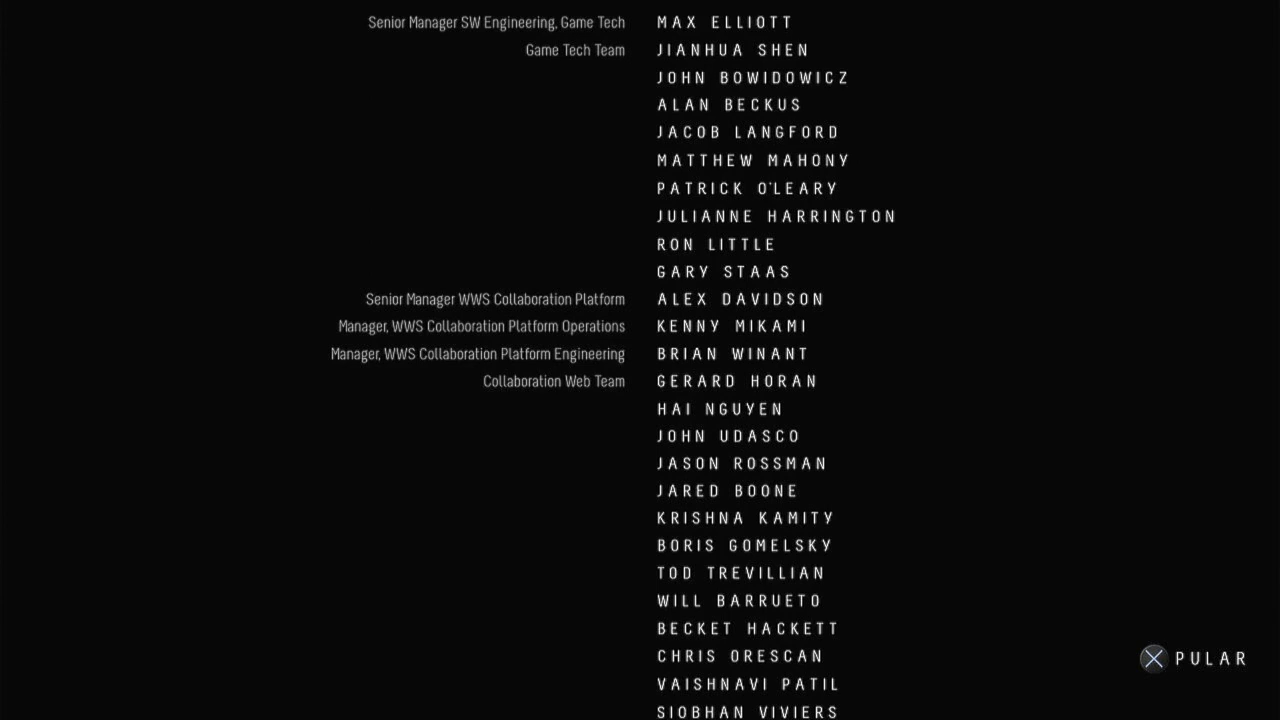 Senior Manager SW Engineering, Game Tech MAX ELLIOTT
Game Tech Team JIANHUA SHEN
JOHN BOWIDOWICZ
ALAN BECKUS
JACOB LANGFORD
MATTHEW MAHONY
PATRICK O'LEARY
JULIANNE HARRINGTON
RON LITTLE
GARY STAAS
Senior Manager WWS Collaboration Platform ALEX DAVIDSON
Manager, WWS Collaboration Platform Operations KENNY MIKAMI
Manager, WWS Collaboration Platform Engineering BRIAN WINANT
Collaboration Web Team GERARD HORAN
HAI NGUYEN
JOHN UDASCO
JASON ROSSMAN
JARED BOONE
KRISHNA KAMITY
BORIS GOMELSKY
TOD TREVILLIAN
WILL BARRUETO
BECKET HACKETT
CHRIS ORESCAN
PULAR
VAISHNAVI PATIL
SIOBHAN VIVIERS